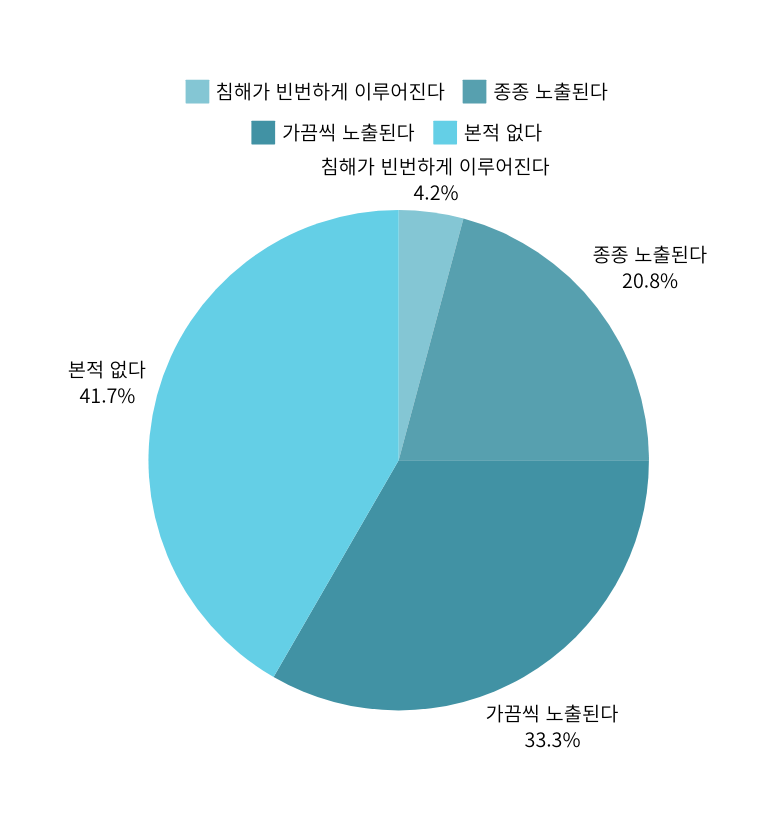 침해가 빈번하게 이루어진다 종종 노출된다
가끔씩 노출된다 본적 없다
침해가 빈번하게 이루어진다
4.2%
종종 노출된다
20.8%
본적 없다
41.7%
가끔씩 노출된다
33.3%